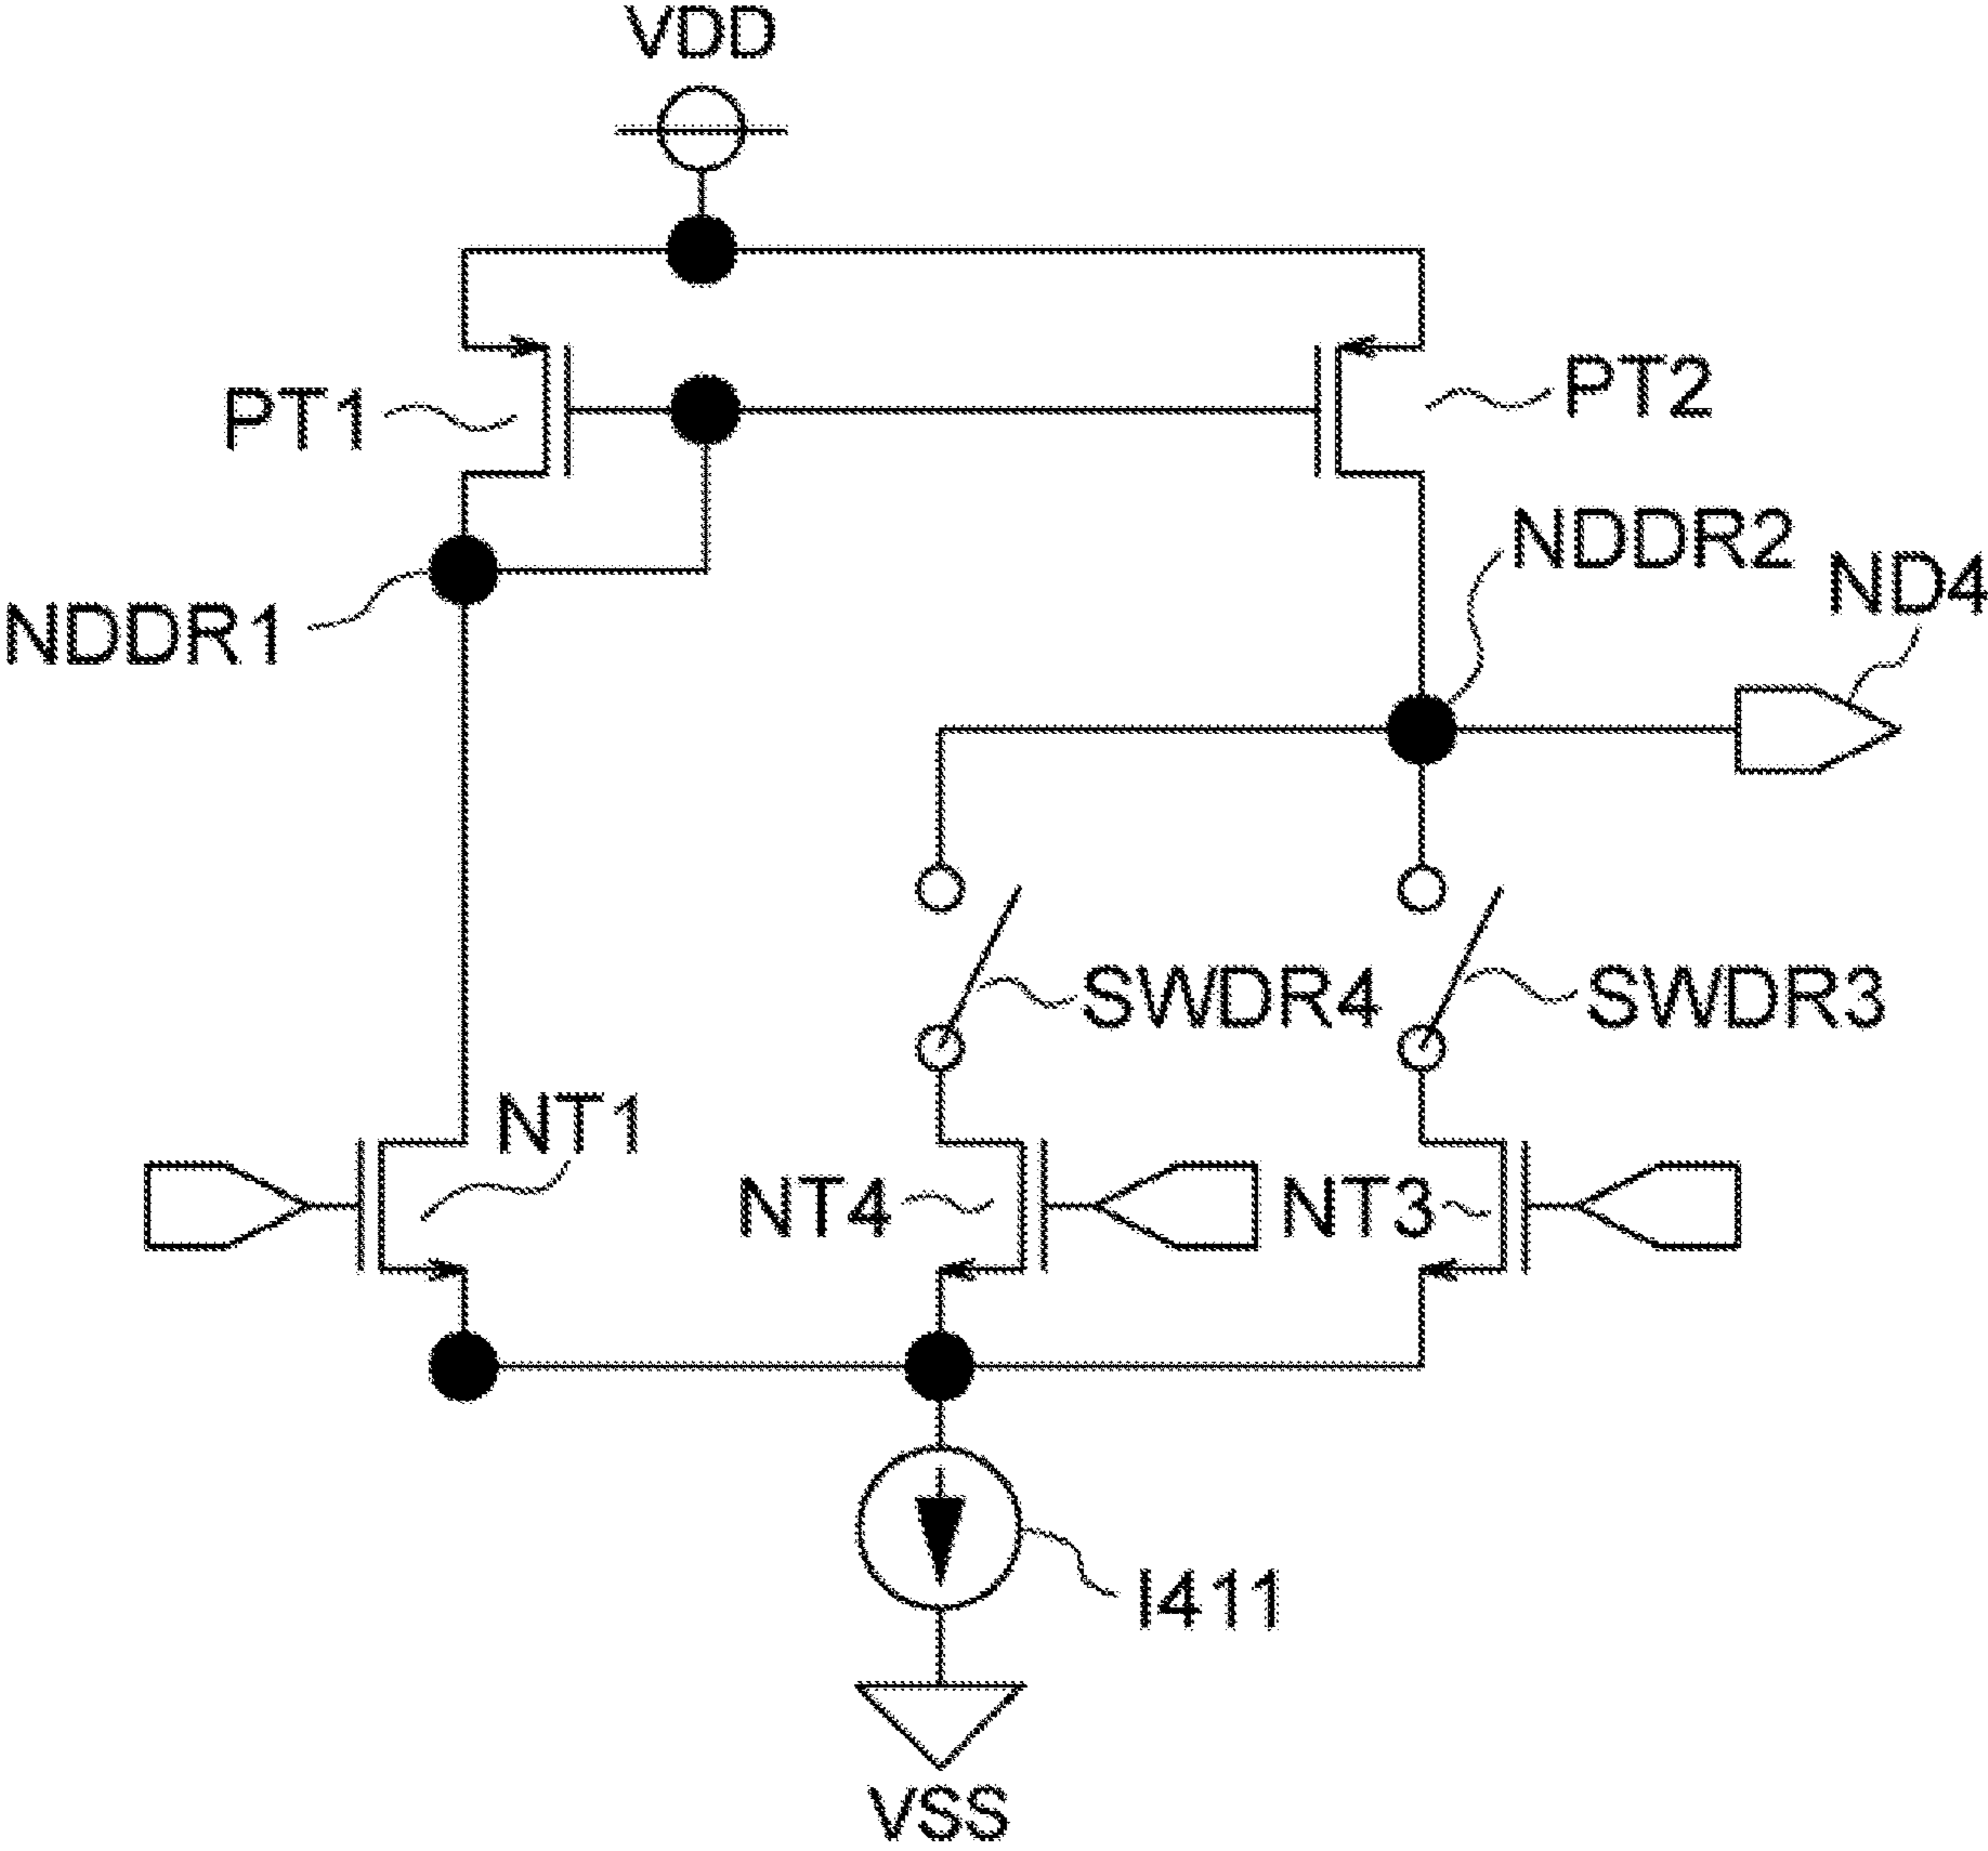 VDD
PT1
PT2
NDDR2
ND4
NDDR1
SWDR4
SWDR3
NT1
NT4
NT3
I411
VSS